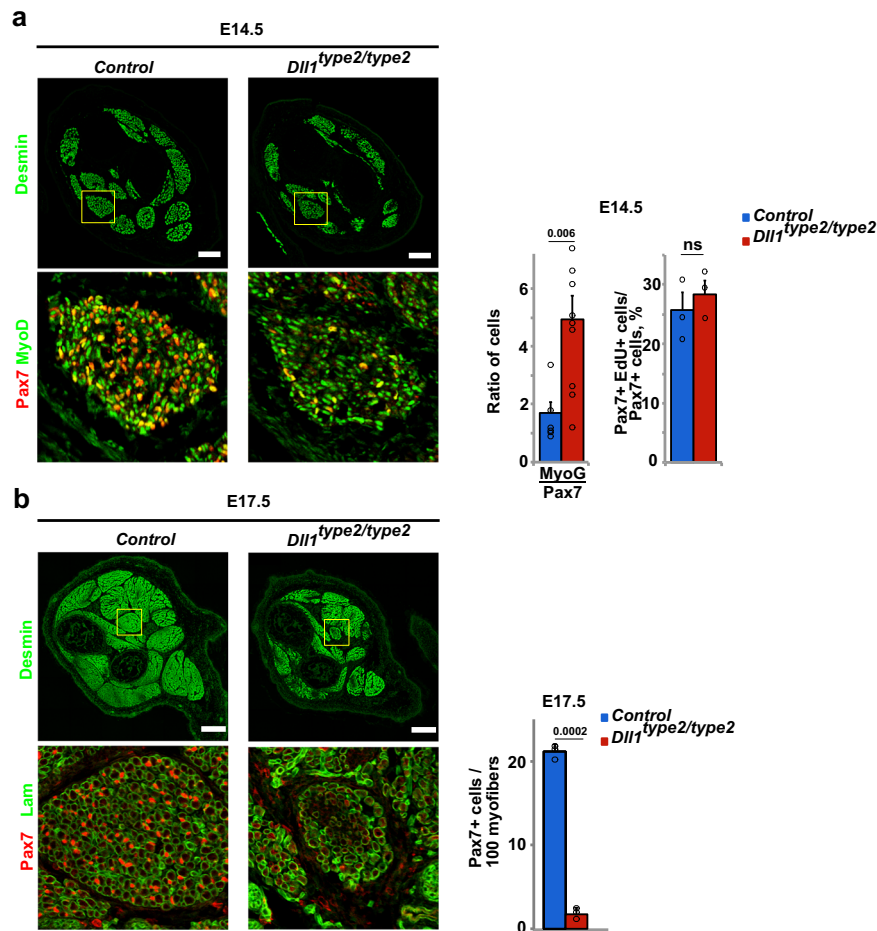 a
E14.5
Control
Dll1type2/type2
Desmin
Pax7 MyoD
E14.5
Control
Dll1type2/type2
0.006
Ratio of cells
6
4
2
0
MyoG
Pax7
ns
Pax7+ EdU+ cells/
Pax7+ cells, %
30
20
10
0
b
E17.5
Control
Dll1type2/type2
Desmin
Pax7 Lam
E17.5
Control
Dll1type2/type2
0.0002
Pax7+ cells /
100 myofibers
20
10
0